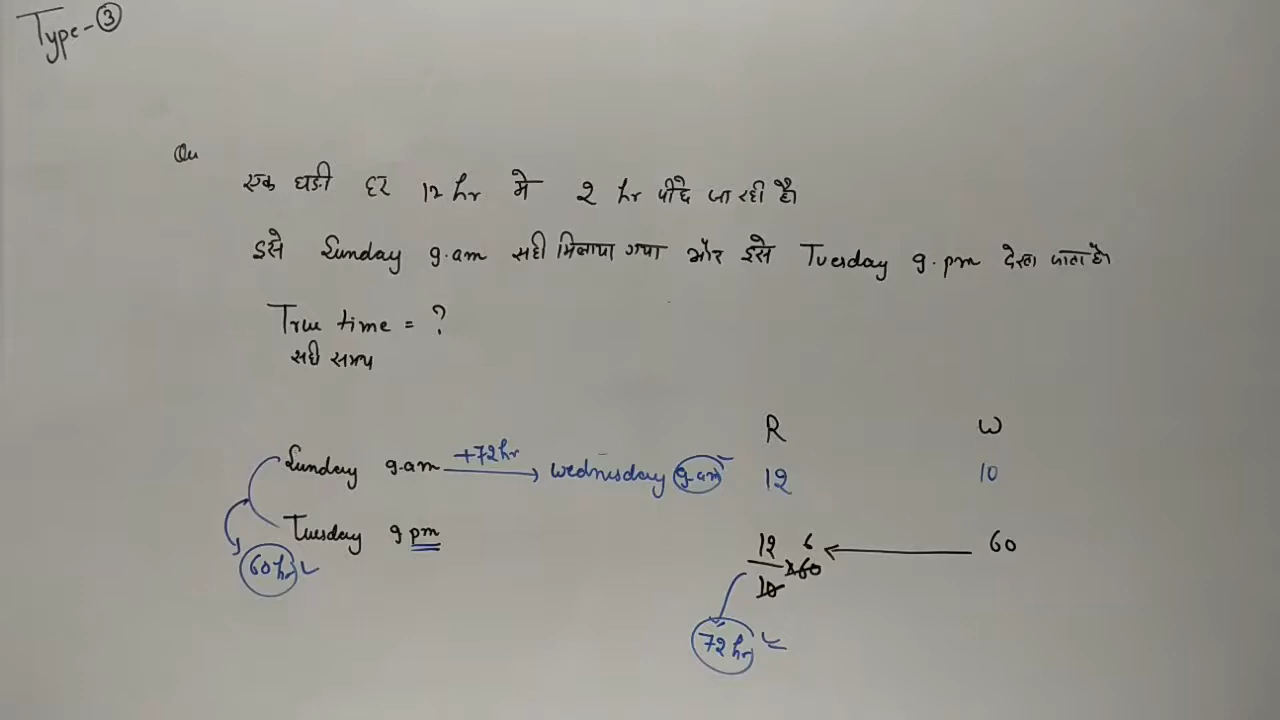 Type-③
Qu
एक घडी हर 12 hr मे 2 hr पीछे जा रही है।
इसे Sunday 9.am सही मिलाया गया और इसे Tuesday 9.pm देखा जाता है।
True time = ?
सही समय
R W
Sunday 9.am +72hr Wednesday 9.am 12 10
Tuesday 9 pm
60hr
12/10 ×60 6 60
72hr